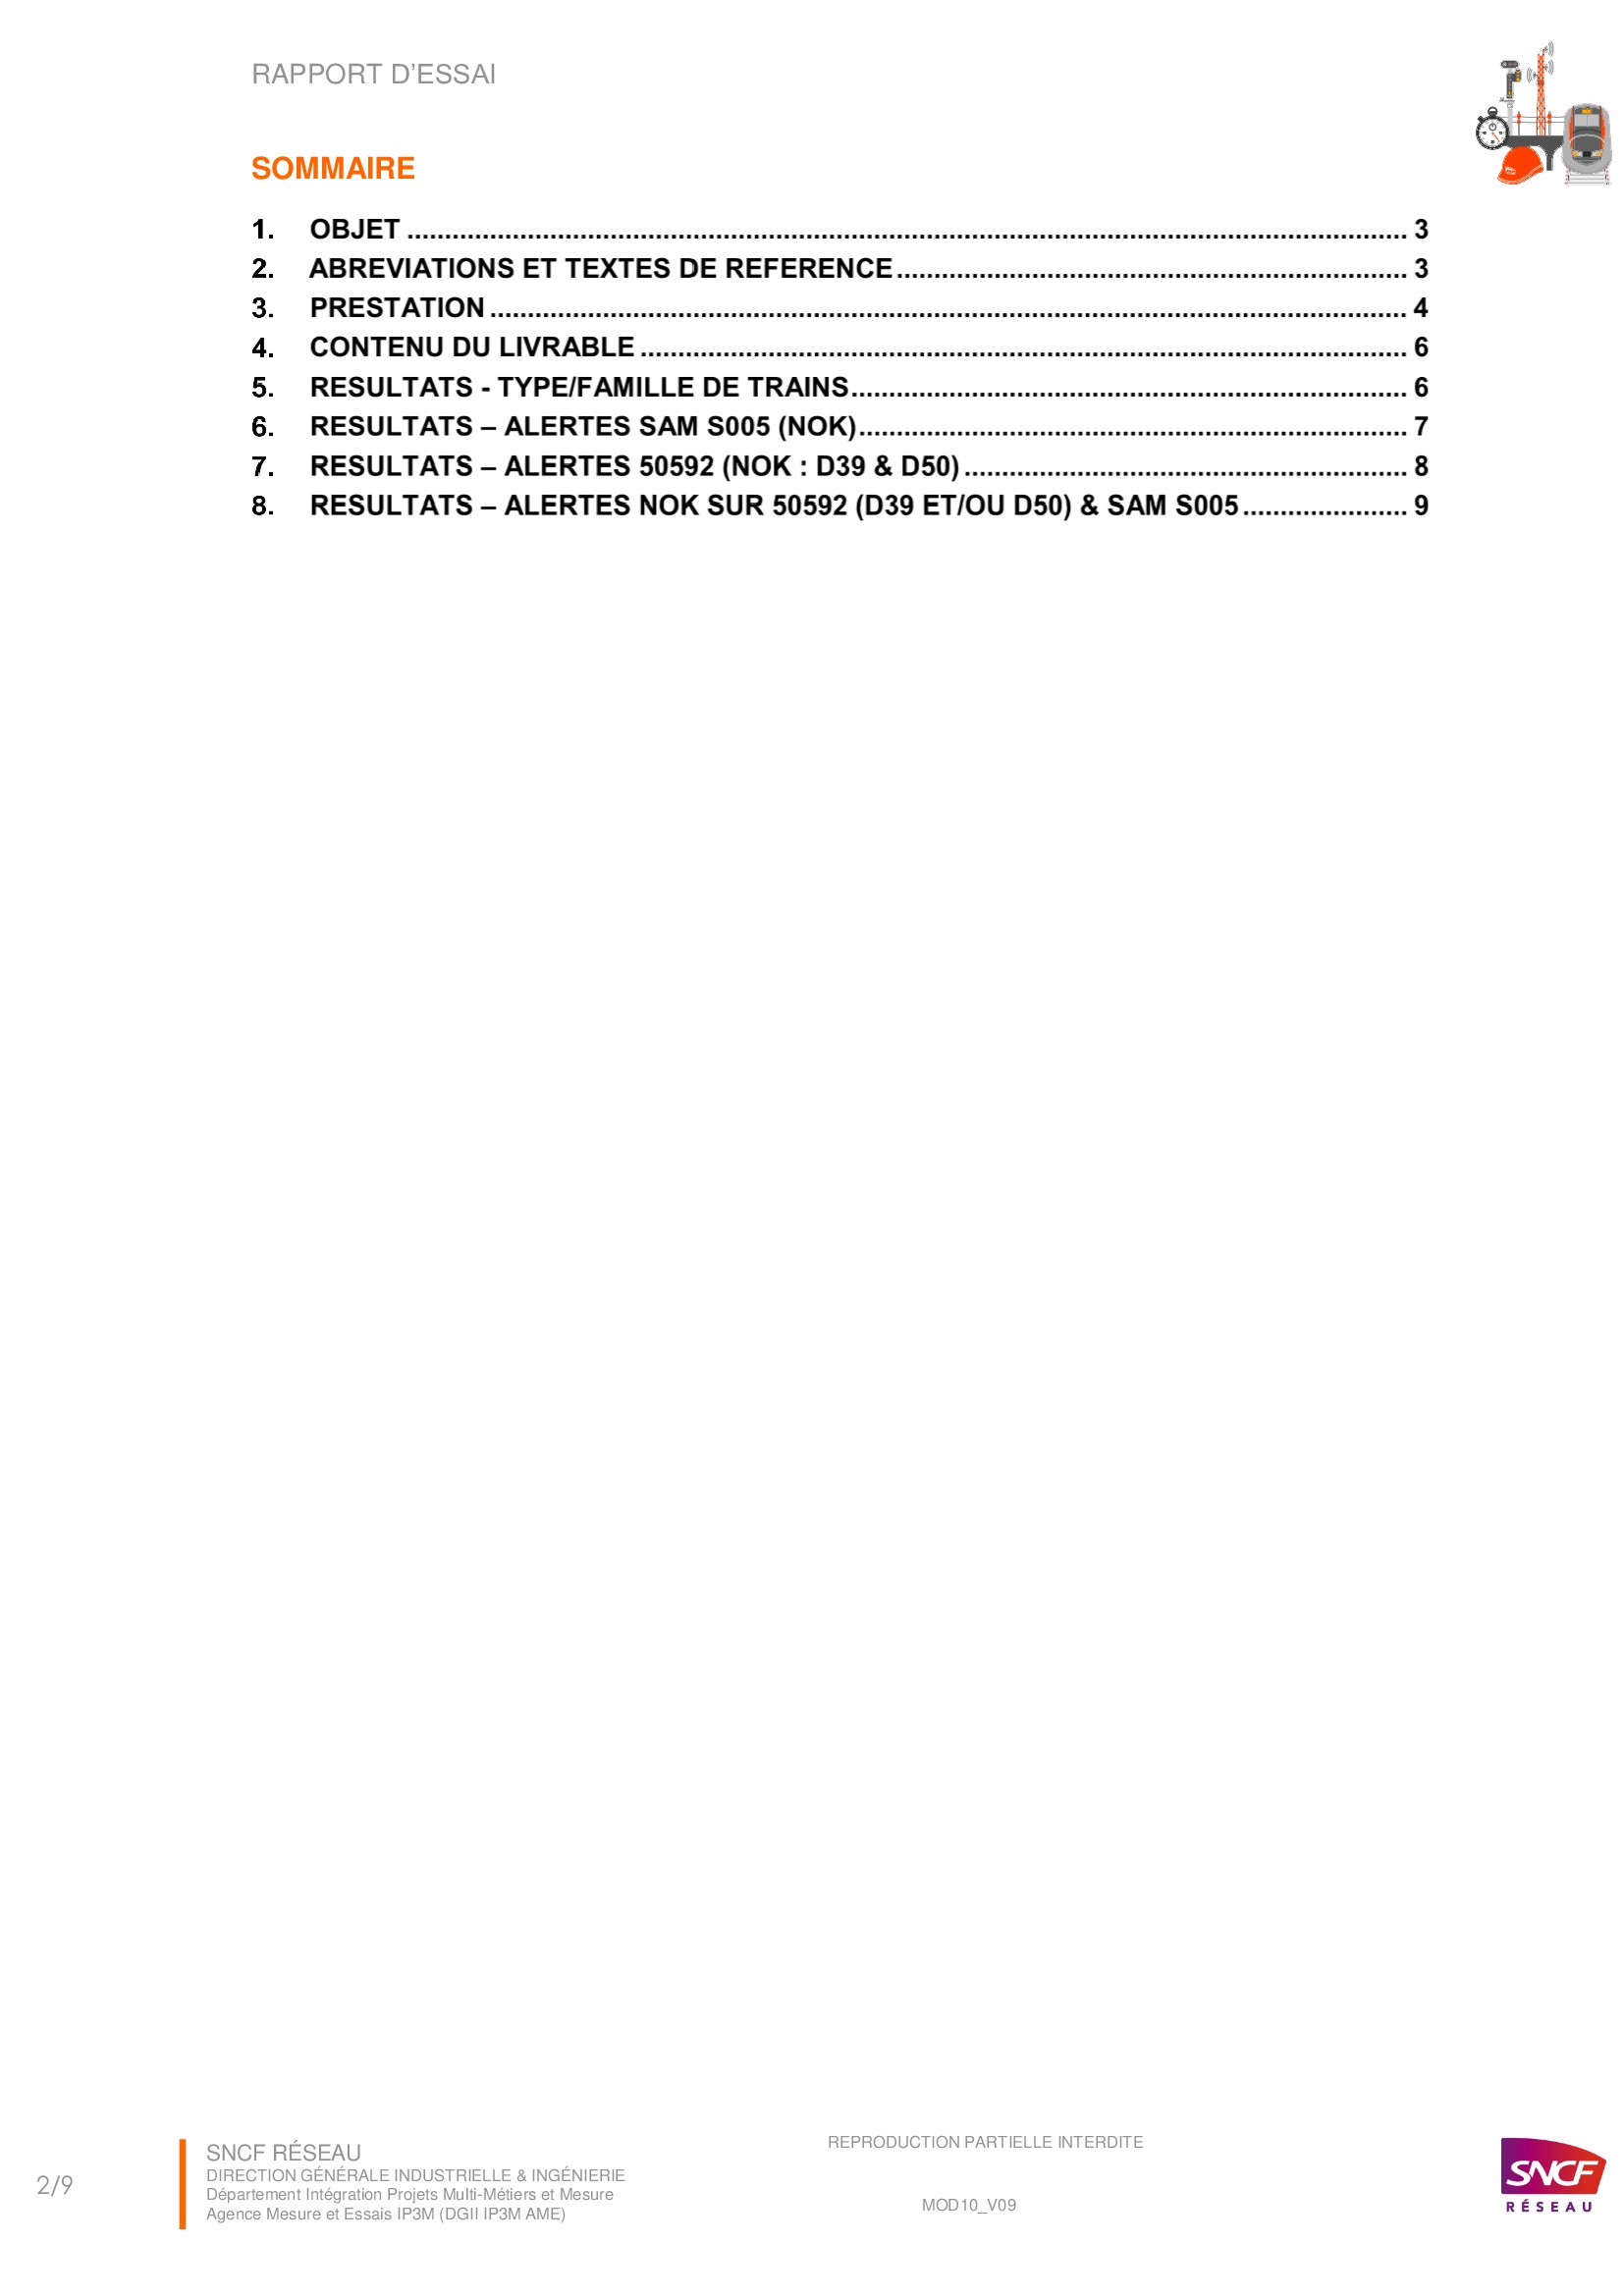 RAPPORT D'ESSAI
SOMMAIRE
1. OBJET ........................................................................................................................................ 3
2. ABREVIATIONS ET TEXTES DE REFERENCE .................................................................... 3
3. PRESTATION ............................................................................................................................ 4
4. CONTENU DU LIVRABLE ....................................................................................................... 6
5. RESULTATS - TYPE/FAMILLE DE TRAINS .......................................................................... 6
6. RESULTATS – ALERTES SAM S005 (NOK) ......................................................................... 7
7. RESULTATS – ALERTES 50592 (NOK : D39 & D50) ........................................................... 8
8. RESULTATS – ALERTES NOK SUR 50592 (D39 ET/OU D50) & SAM S005 ...................... 9
REPRODUCTION PARTIELLE INTERDITE
SNCF RÉSEAU
DIRECTION GÉNÉRALE INDUSTRIELLE & INGÉNIERIE
Département Intégration Projets Multi-Métiers et Mesure
Agence Mesure et Essais IP3M (DGII IP3M AME)
2/9
MOD10_V09
SNCF
RÉSEAU